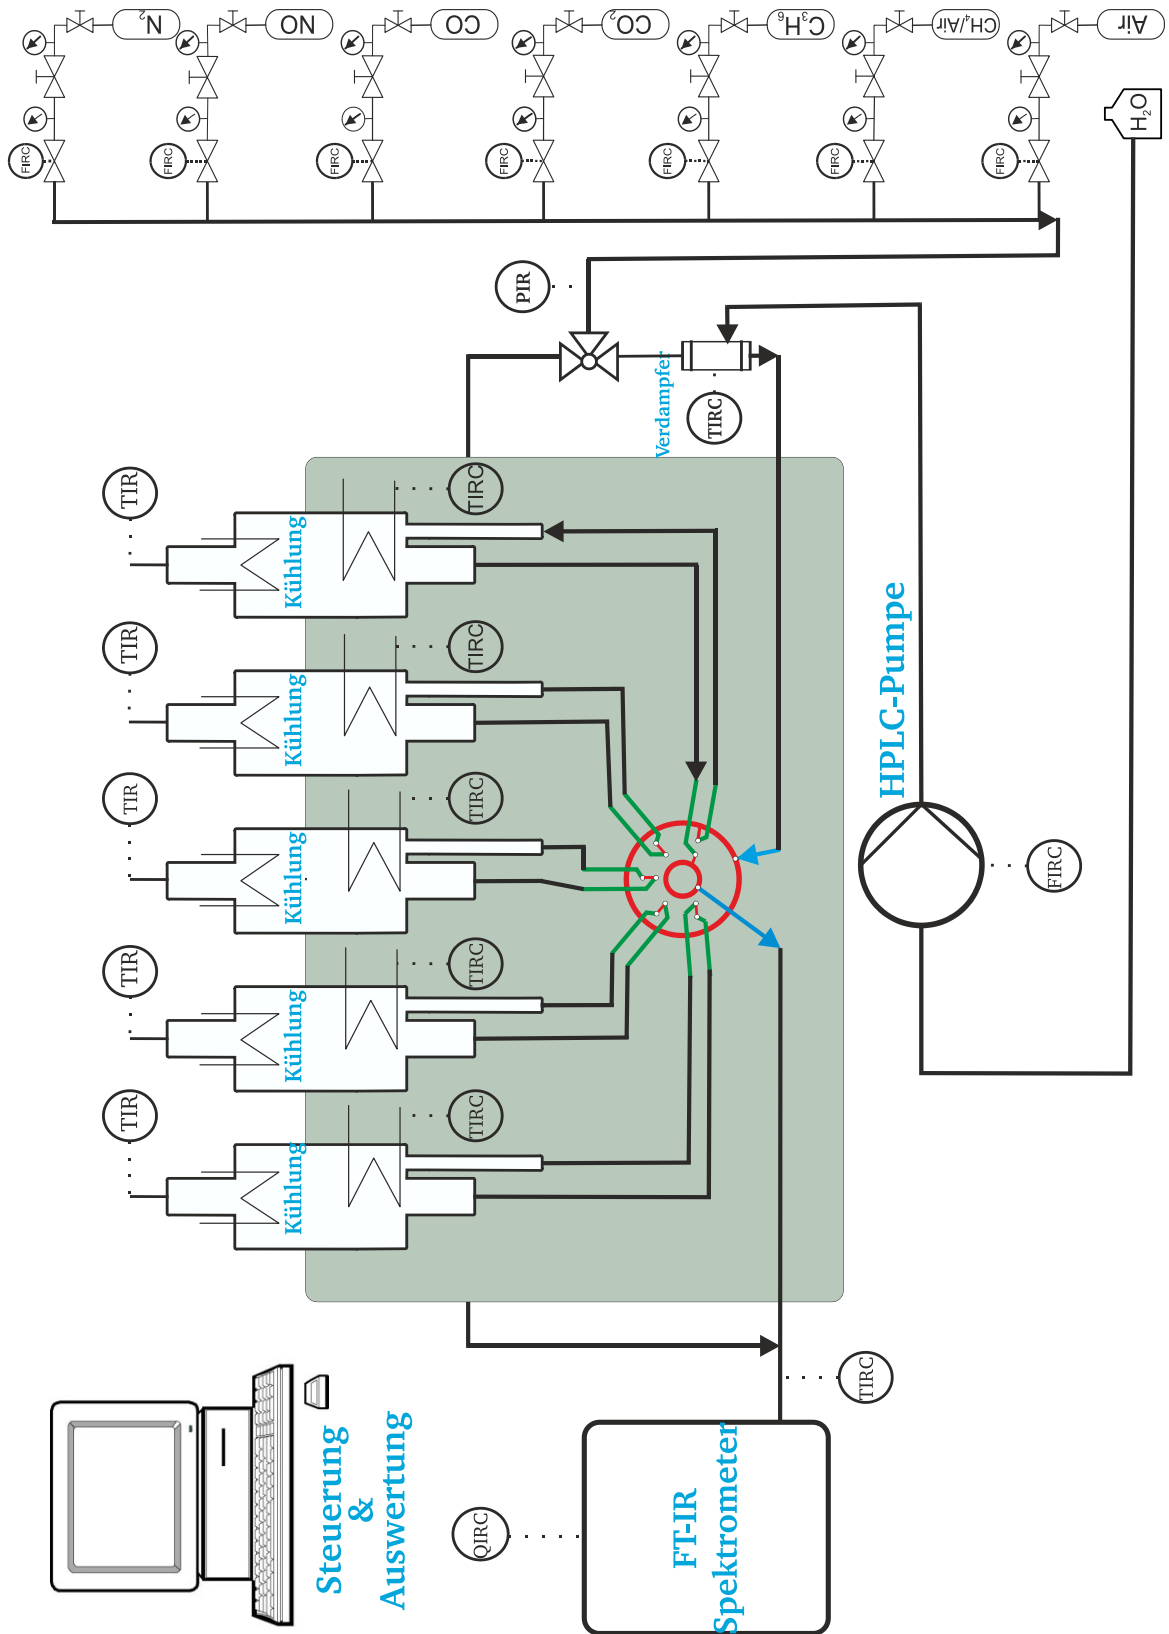 N2
NO
CO
CO2
C3H6
CH4/Air
Air
H2O
FIRC
FIRC
FIRC
FIRC
FIRC
FIRC
FIRC
PIR
Verdampfer
TIRC
TIR
TIR
TIR
TIR
TIR
Kühlung
Kühlung
Kühlung
Kühlung
Kühlung
TIRC
TIRC
TIRC
TIRC
TIRC
HPLC-Pumpe
FIRC
TIRC
QIRC
FT-IR
Spektrometer
Steuerung
&
Auswertung